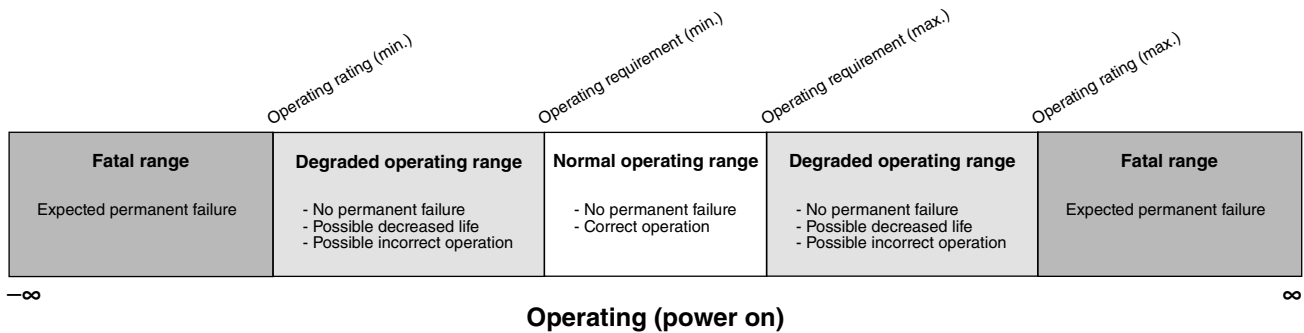 Operating rating (min.)
Operating requirement (min.)
Operating requirement (max.)
Operating rating (max.)
Fatal range
Expected permanent failure
Degraded operating range
- No permanent failure
- Possible decreased life
- Possible incorrect operation
Normal operating range
- No permanent failure
- Correct operation
Degraded operating range
- No permanent failure
- Possible decreased life
- Possible incorrect operation
Fatal range
Expected permanent failure
–∞
∞
Operating (power on)